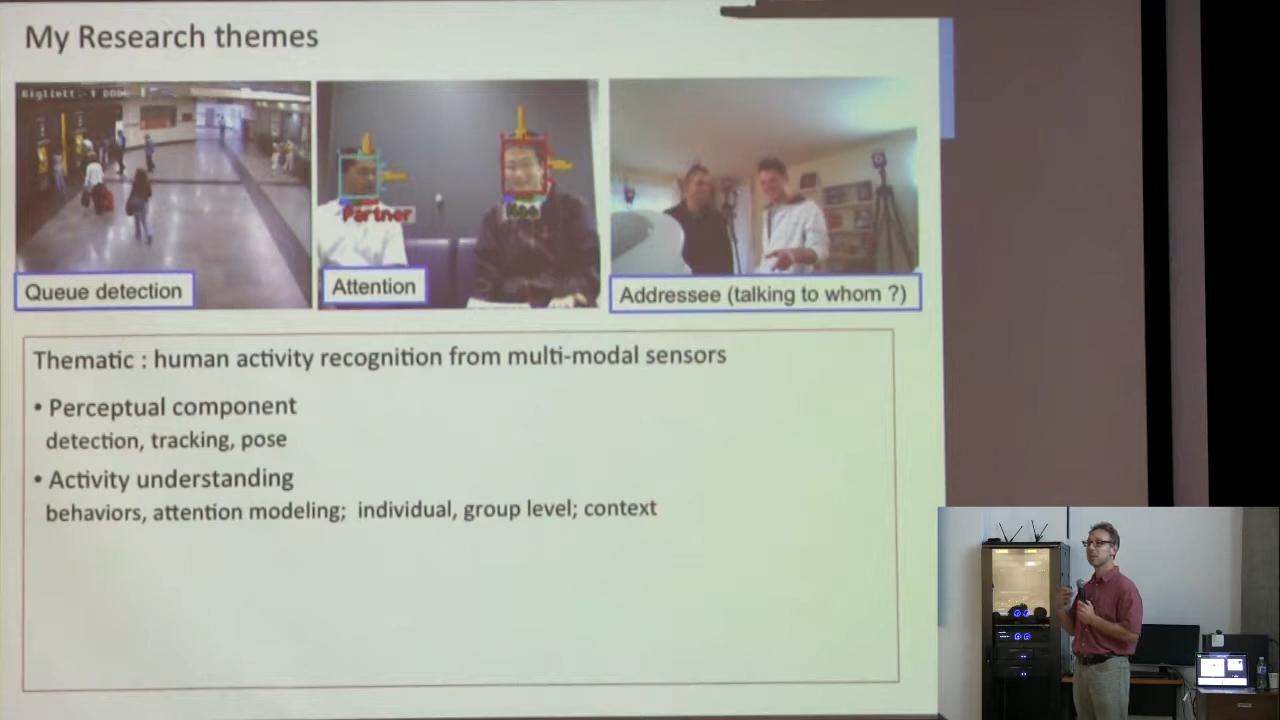 My Research themes
Partner
Queue detection
Attention
Addressee (talking to whom ?)
Thematic : human activity recognition from multi-modal sensors
• Perceptual component
detection, tracking, pose
• Activity understanding
behaviors, attention modeling; individual, group level; context